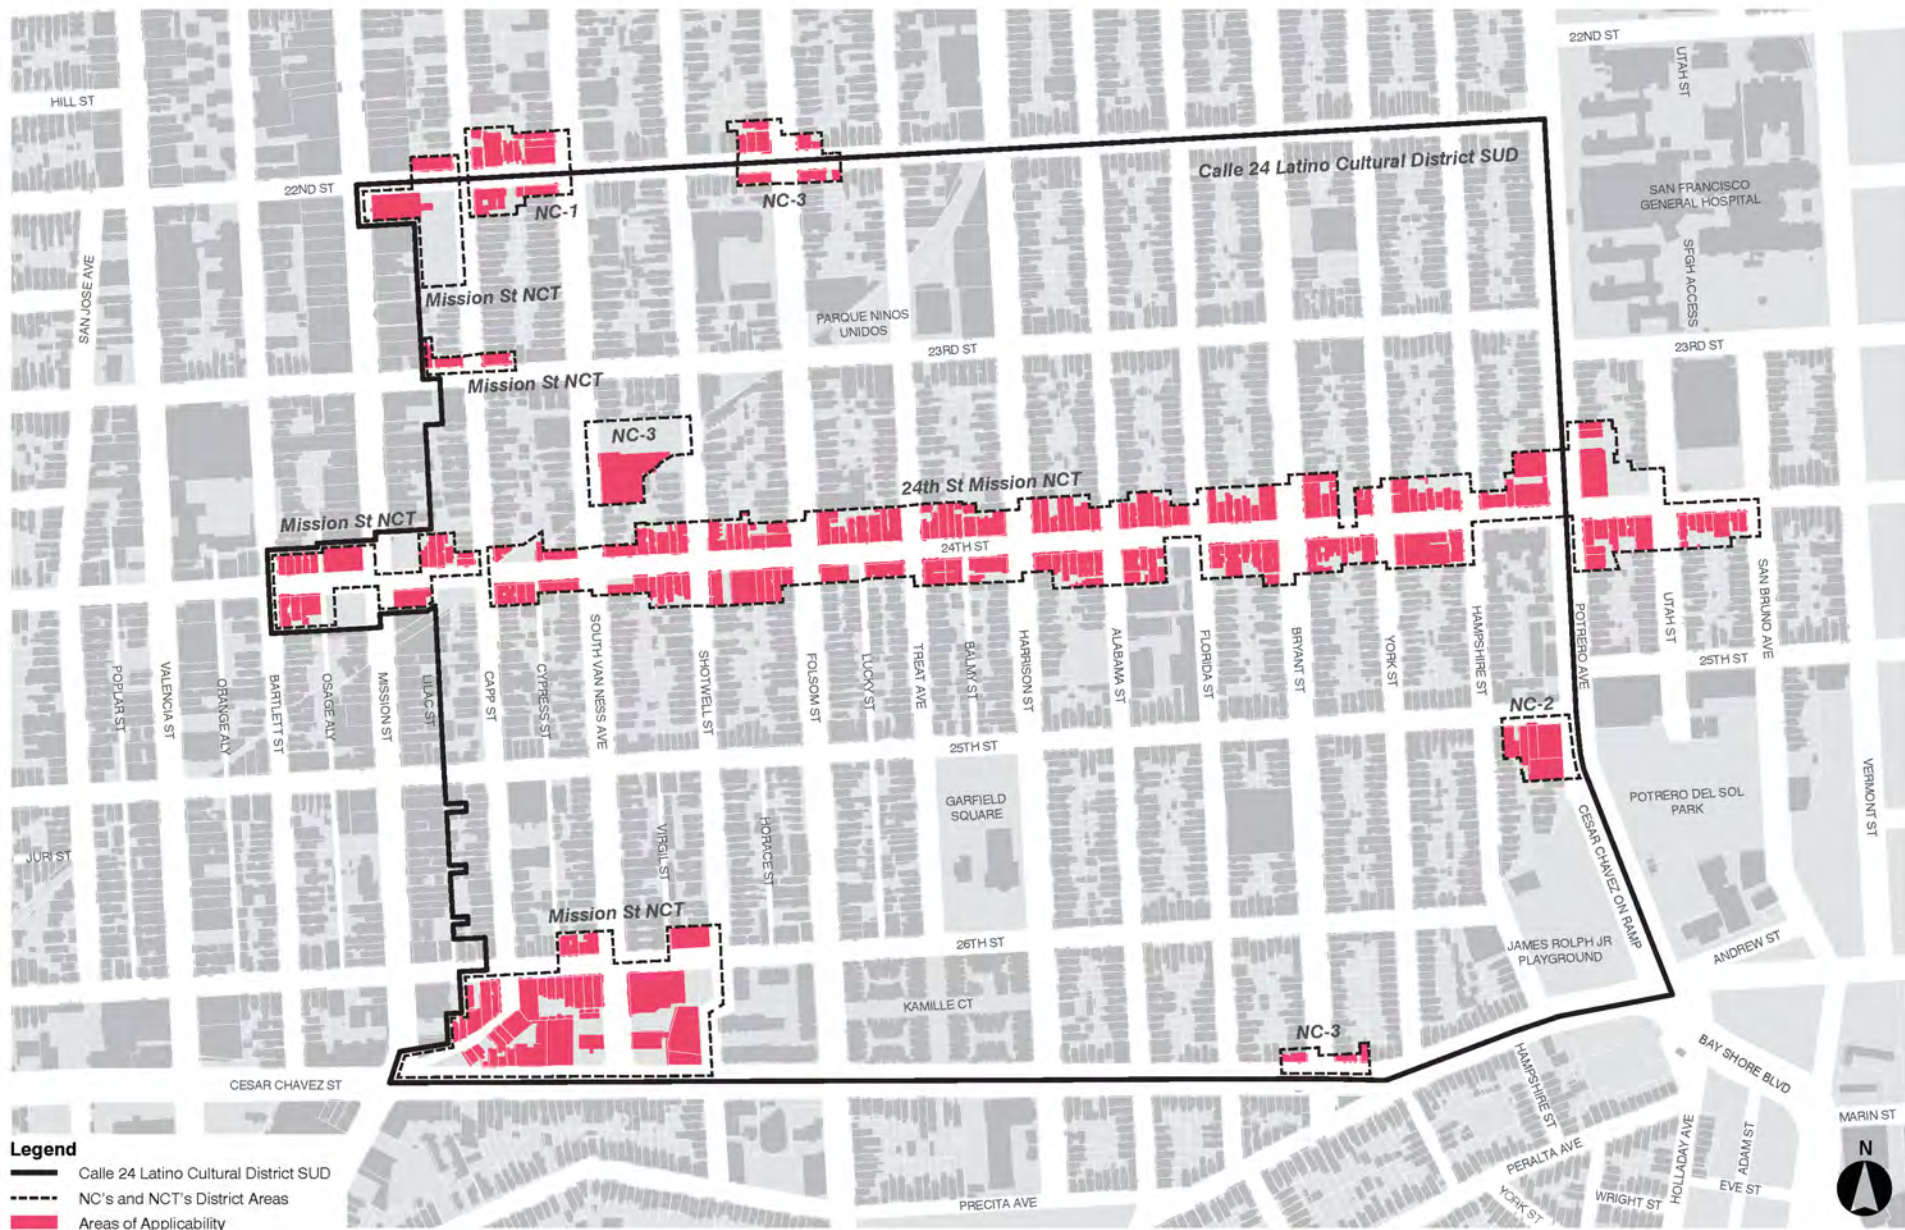 22ND ST
UTAH ST
HILL ST
Calle 24 Latino Cultural District SUD
22ND ST
NC-1
NC-3
SAN FRANCISCO
GENERAL HOSPITAL
SAN JOSE AVE
SFGH ACCESS
Mission St NCT
PARQUE NINOS
UNIDOS
23RD ST
23RD ST
Mission St NCT
NC-3
24th St Mission NCT
Mission St NCT
24TH ST
POPLAR ST
VALENCIA ST
ORANGE ALY
BARTLETT ST
OSAGE ALY
MISSION ST
LILAC ST
CAPP ST
CYPRESS ST
SOUTH VAN NESS AVE
SHOTWELL ST
FOLSOM ST
LUCKY ST
TREAT AVE
BALMY ST
HARRISON ST
ALABAMA ST
FLORIDA ST
BRYANT ST
YORK ST
HAMPSHIRE ST
POTRERO AVE
UTAH ST
SAN BRUNO AVE
25TH ST
NC-2
25TH ST
GARFIELD
SQUARE
POTRERO DEL SOL
PARK
VERMONT ST
JURI ST
VIRGIL ST
HORACE ST
CESAR CHAVEZ ON RAMP
Mission St NCT
26TH ST
JAMES ROLPH JR
PLAYGROUND
ANDREW ST
KAMILLE CT
NC-3
CESAR CHAVEZ ST
HAMPSHIRE ST
BAY SHORE BLVD
MARIN ST
PERALTA AVE
HOLLADAY AVE
ADAM ST
EVE ST
WRIGHT ST
YORK ST
PRECITA AVE
N
Legend
Calle 24 Latino Cultural District SUD
NC's and NCT's District Areas
Areas of Applicability